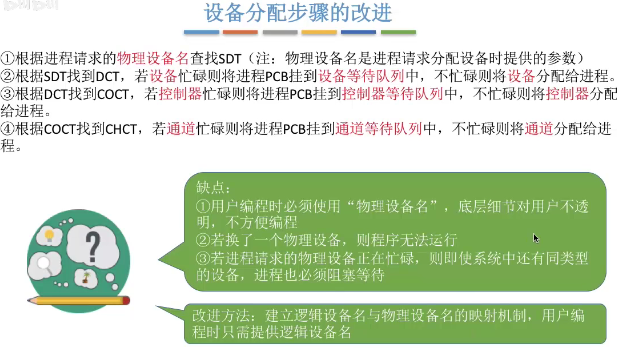 设备分配步骤的改进
①根据进程请求的物理设备名查找SDT（注：物理设备名是进程请求分配设备时提供的参数）
②根据SDT找到DCT，若设备忙碌则将进程PCB挂到设备等待队列中，不忙碌则将设备分配给进程。
③根据DCT找到COCT，若控制器忙碌则将进程PCB挂到控制器等待队列中，不忙碌则将控制器分配
给进程。
④根据COCT找到CHCT，若通道忙碌则将进程PCB挂到通道等待队列中，不忙碌则将通道分配给进
程。
缺点：
①用户编程时必须使用“物理设备名”，底层细节对用户不透
明，不方便编程
②若换了一个物理设备，则程序无法运行
③若进程请求的物理设备正在忙碌，则即使系统中还有同类型
的设备，进程也必须阻塞等待
改进方法：建立逻辑设备名与物理设备名的映射机制，用户编
程时只需提供逻辑设备名